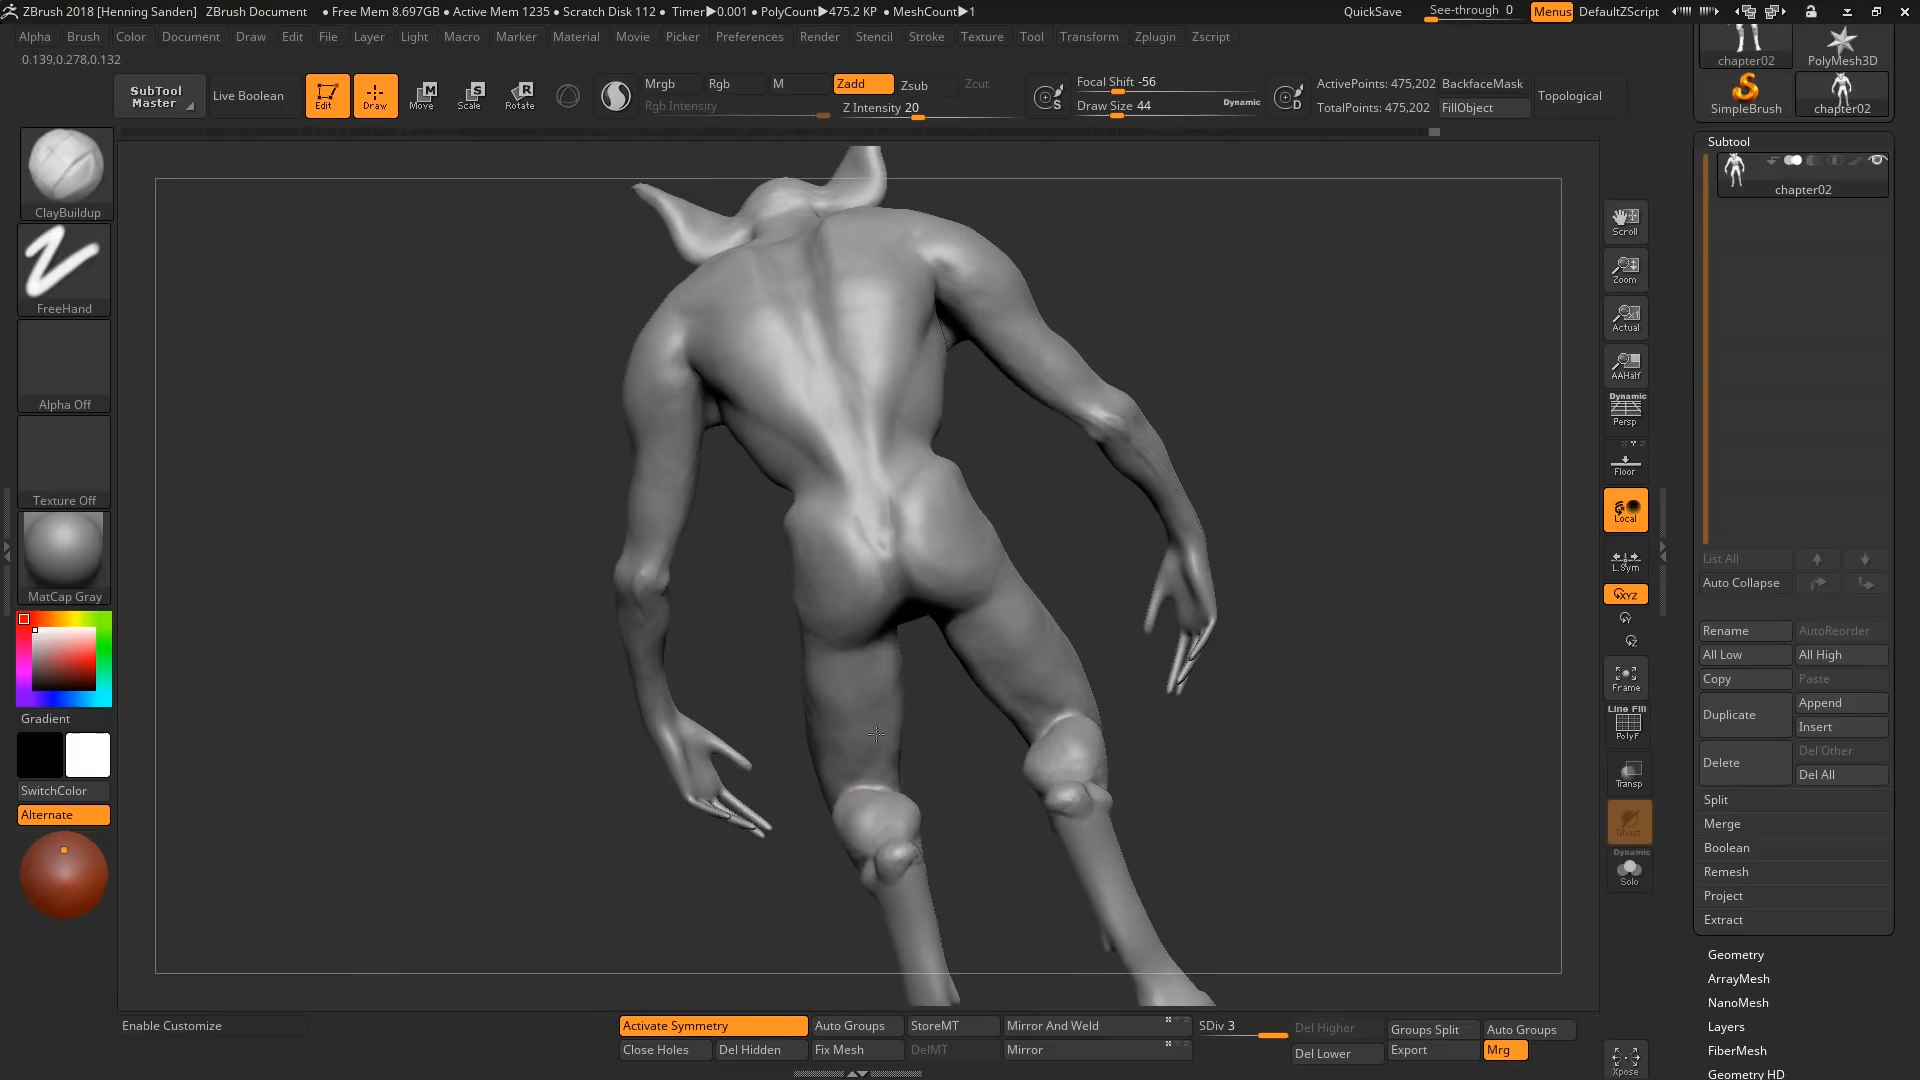 ZBrush 2018 [Henning Sanden] ZBrush Document • Free Mem 8.697GB • Active Mem 1235 • Scratch Disk 112 • Timer▶0.001 • PolyCount▶475.2 KP • MeshCount▶1 QuickSave See-through 0 Menus DefaultZScript
Alpha Brush Color Document Draw Edit File Layer Light Macro Marker Material Movie Picker Preferences Render Stencil Stroke Texture Tool Transform Zplugin Zscript
0.139,0.278,0.132
SubTool Master
Live Boolean
Edit
Draw
Move
Scale
Rotate
Mrgb Rgb M Zadd Zsub Zcut
Rgb Intensity Z Intensity 20
S
Focal Shift -56
Draw Size 44 Dynamic
D
ActivePoints: 475,202 BackfaceMask
TotalPoints: 475,202 FillObject
Topological
chapter02 PolyMesh3D
SimpleBrush chapter02
ClayBuildup
FreeHand
Alpha Off
Texture Off
MatCap Gray
Gradient
SwitchColor
Alternate
Scroll
Zoom
Actual
AAHalf
Dynamic
Persp
Floor
Local
L.Sym
XYZ
Y
Z
Frame
Line Fill
PolyF
Transp
Ghost
Dynamic
Solo
Xpose
Subtool
chapter02
List All
Auto Collapse
Rename AutoReorder
All Low All High
Copy Paste
Duplicate Append
Insert
Delete Del Other
Del All
Split
Merge
Boolean
Remesh
Project
Extract
Geometry
ArrayMesh
NanoMesh
Layers
FiberMesh
Geometry HD
Enable Customize
Activate Symmetry Auto Groups StoreMT Mirror And Weld SDiv 3 Del Higher Groups Split Auto Groups
Close Holes Del Hidden Fix Mesh DelMT Mirror Del Lower Export Mrg